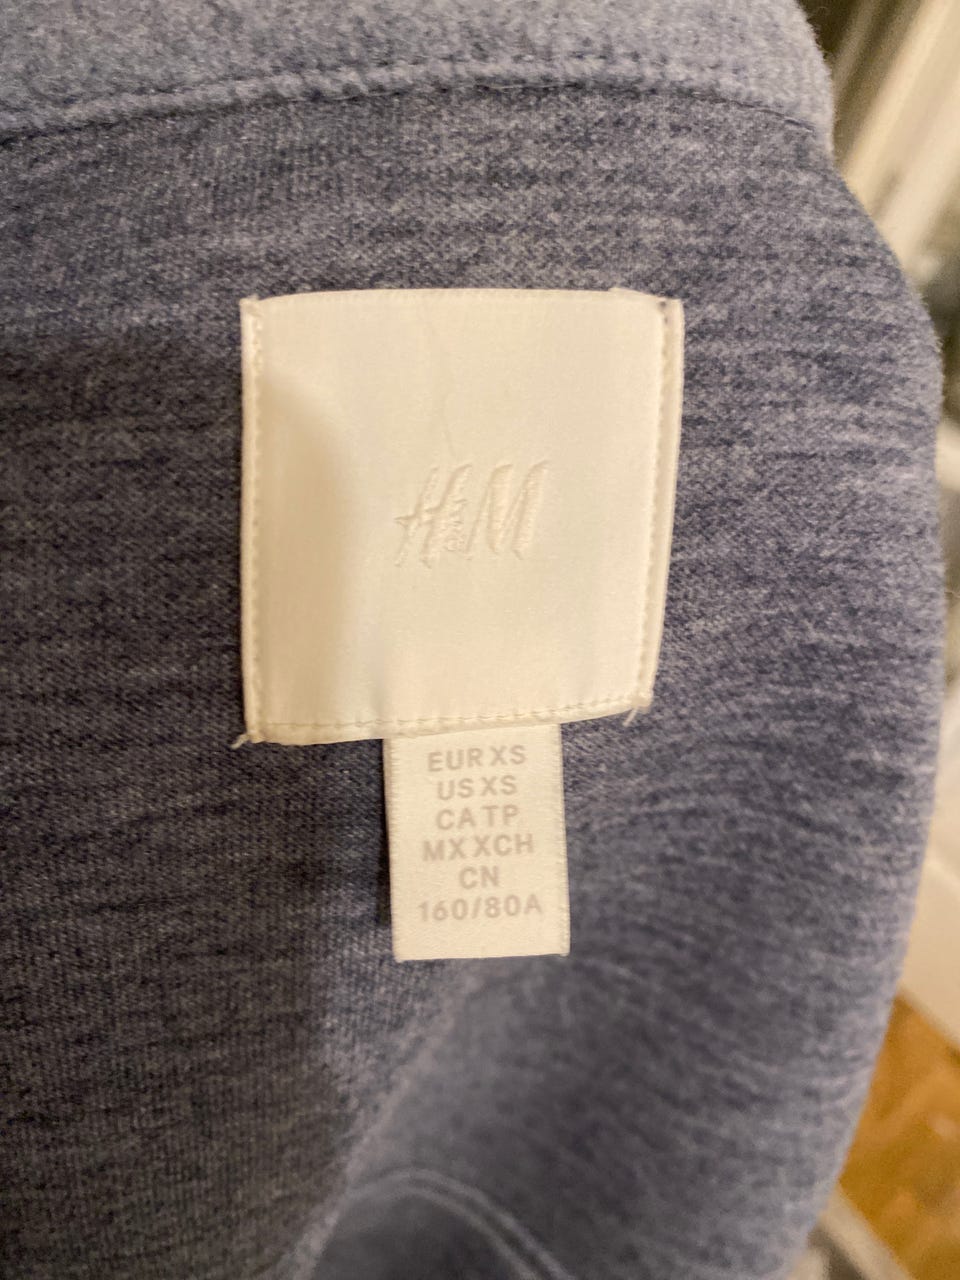 H&M
EUR XS
US XS
CA TP
MX XCH
CN
160/80A